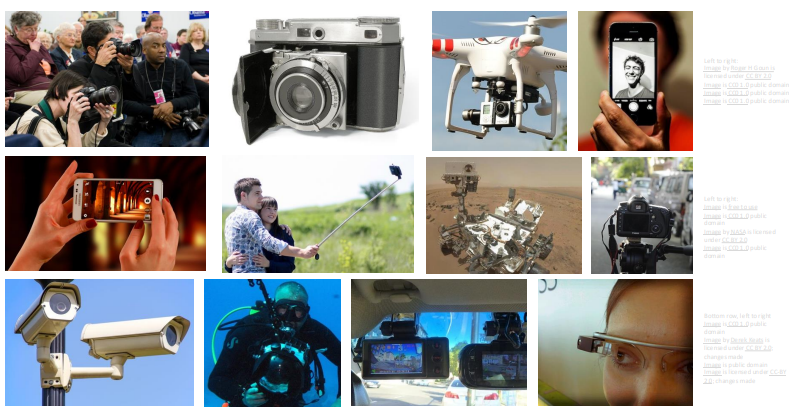 Left to right:
Image by Roger H Goun is
licensed under CC BY 2.0
Image is CC0 1.0 public domain
Image is CC0 1.0 public domain
Image is CC0 1.0 public domain
Left to right:
Image is free to use
Image is CC0 1.0 public
domain
Image by NASA is licensed
under CC BY 2.0
Image is CC0 1.0 public
domain
Bottom row, left to right
Image is CC0 1.0 public
domain
Image by Derek Keats is
licensed under CC BY 2.0;
changes made
Image is public domain
Image is licensed under CC-BY
2.0; changes made